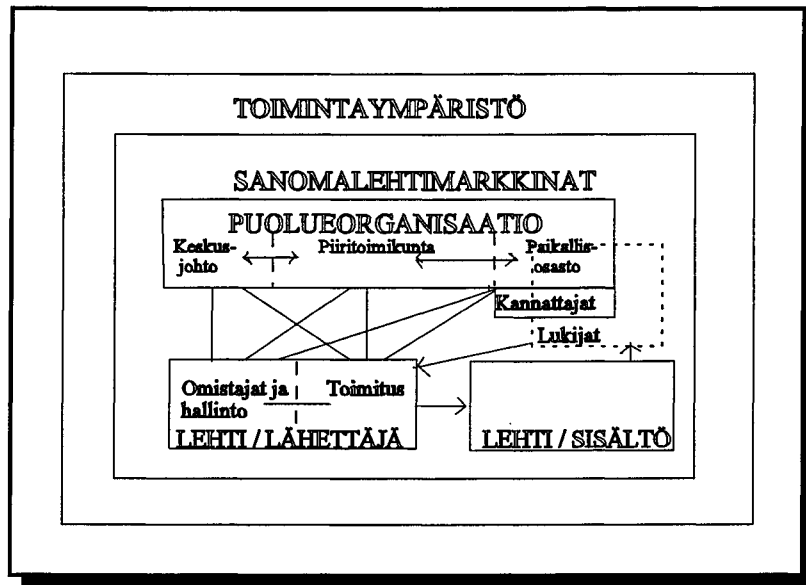 TOIMINTAYMPÄRISTÖ
SANOMALEHTIMARKKINAT
PUOLUEORGANISAATIO
Keskus-
johto
Piiritoimikunta
Paikallis-
osasto
Kannattajat
Lukijat
Omistajat ja
hallinto
Toimitus
LEHTI / LÄHETTÄJÄ
LEHTI / SISÄLTÖ